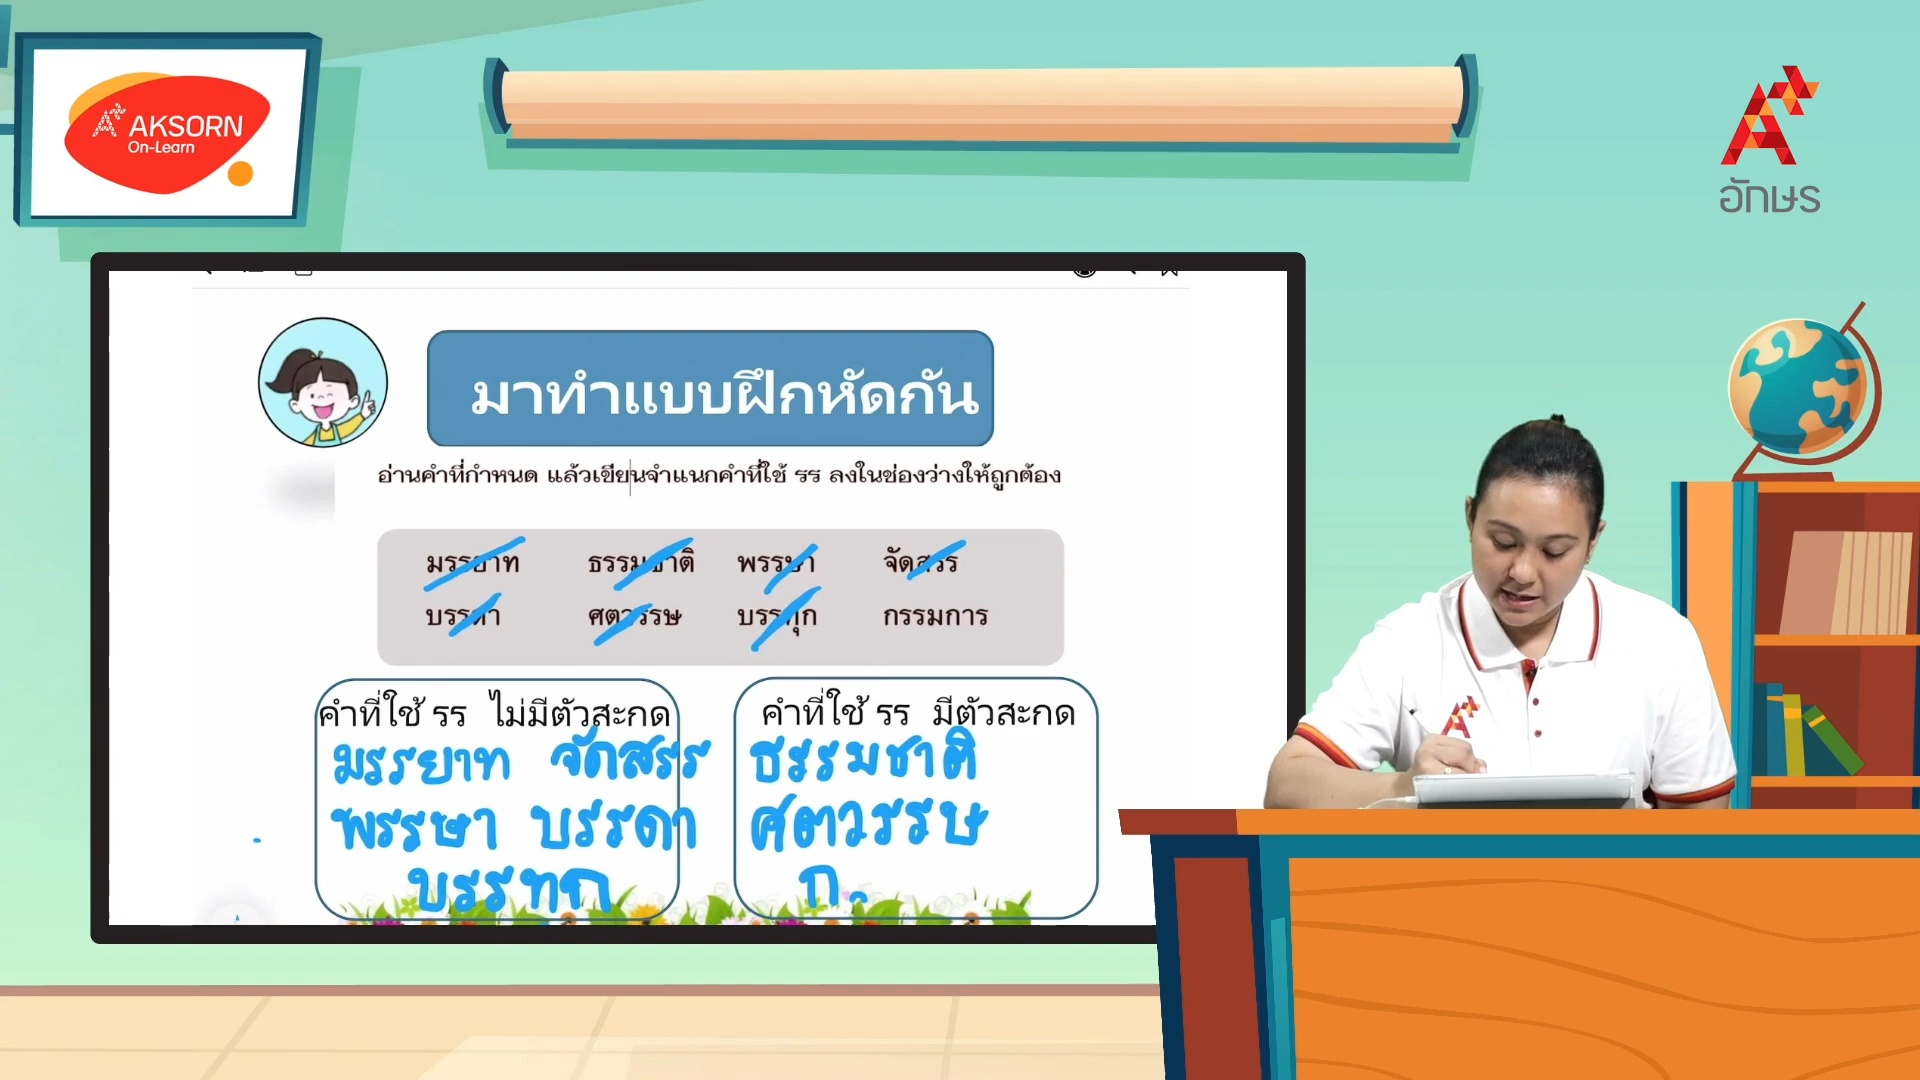 AKSORN
On-Learn
อักษร
มาทำแบบฝึกหัดกัน
อ่านคำที่กำหนด แล้วเขียนจำแนกคำที่ใช้ รร ลงในช่องว่างให้ถูกต้อง
มรรยาท ธรรมชาติ พรรษา จัดสรร
บรรดา ศตวรรษ บรรทุก กรรมการ
คำที่ใช้ รร ไม่มีตัวสะกด
มรรยาท จัดสรร
พรรษา บรรดา
บรรทุก
คำที่ใช้ รร มีตัวสะกด
ธรรมชาติ
ศตวรรษ
ก